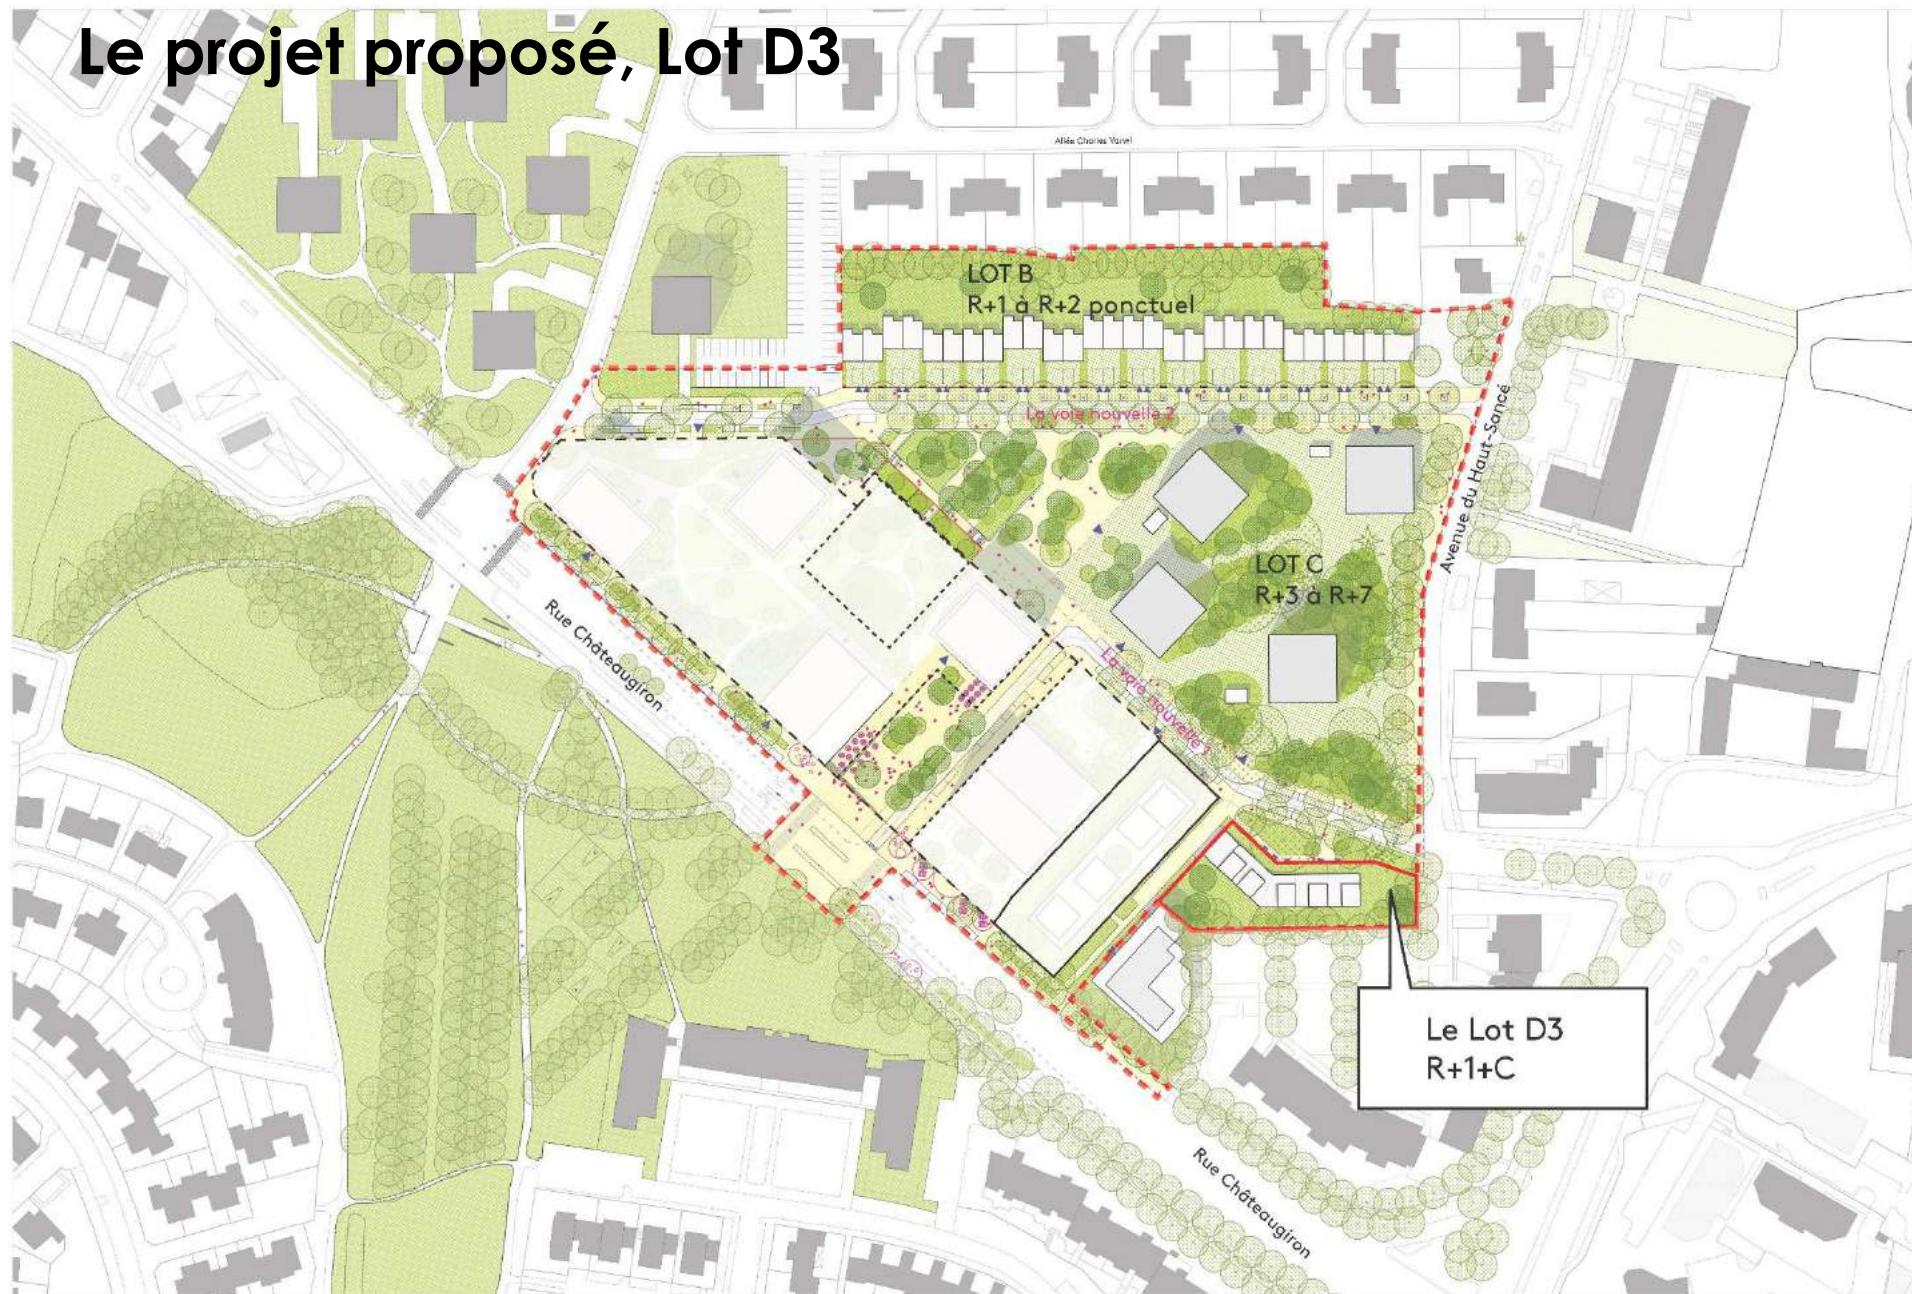 Le projet proposé, Lot D3
Allée Charles Vanel
LOT B
R+1 à R+2 ponctuel
La voie nouvelle 2
Avenue du Haut-Sancé
LOT C
R+3 à R+7
Rue Châteaugiron
La voie nouvelle 1
Le Lot D3
R+1+C
Rue Châteaugiron